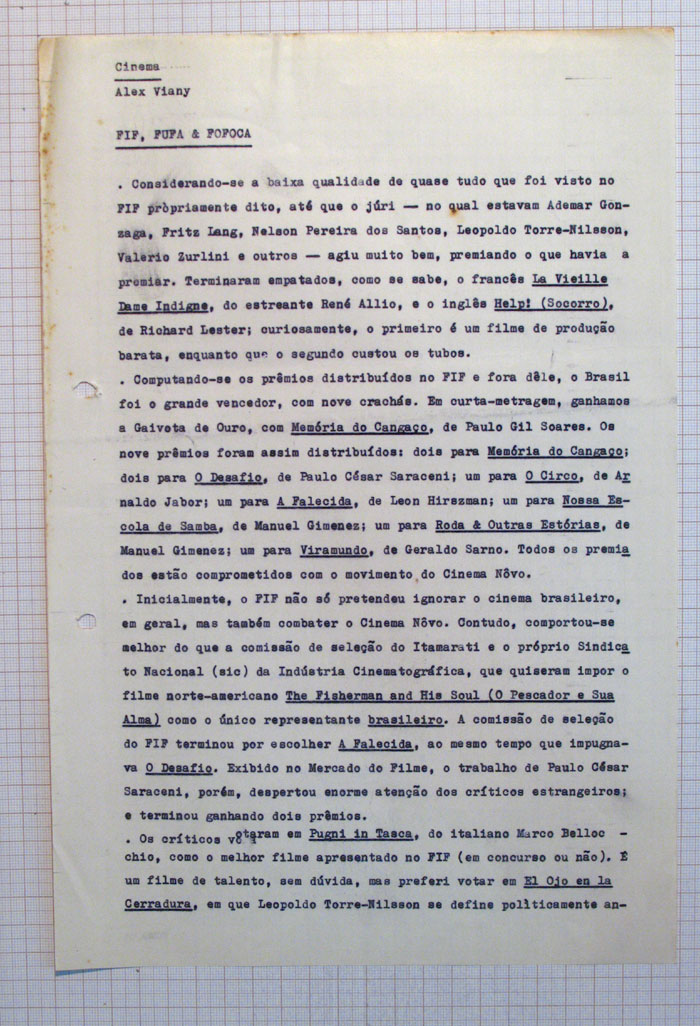 Cinema
Alex Viany
FIF, FUFA & FOFOCA
. Considerando-se a baixa qualidade de quase tudo que foi visto no
FIF pròpriamente dito, até que o júri — no qual estavam Ademar Gon-
zaga, Fritz Lang, Nelson Pereira dos Santos, Leopoldo Torre-Nilsson,
Valerio Zurlini e outros — agiu muito bem, premiando o que havia a
premiar. Terminaram empatados, como se sabe, o francês La Vieille
Dame Indigne, do estreante René Allio, e o inglês Help! (Socorro),
de Richard Lester; curiosamente, o primeiro é um filme de produção
barata, enquanto que o segundo custou os tubos.
. Computando-se os prêmios distribuídos no FIF e fora dêle, o Brasil
foi o grande vencedor, com nove crachás. Em curta-metragem, ganhamos
a Gaivota de Ouro, com Memória do Cangaço, de Paulo Gil Soares. Os
nove prêmios foram assim distribuídos: dois para Memória do Cangaço;
dois para O Desafio, de Paulo César Saraceni; um para O Circo, de Ar
naldo Jabor; um para A Falecida, de Leon Hirszman; um para Nossa Es-
cola de Samba, de Manuel Gimenez; um para Roda & Outras Estórias, de
Manuel Gimenez; um para Viramundo, de Geraldo Sarno. Todos os premia
dos estão comprometidos com o movimento do Cinema Nôvo.
. Inicialmente, o FIF não só pretendeu ignorar o cinema brasileiro,
em geral, mas também combater o Cinema Nôvo. Contudo, comportou-se
melhor do que a comissão de seleção do Itamarati e o próprio Sindica
to Nacional (sic) da Indústria Cinematográfica, que quiseram impor o
filme norte-americano The Fisherman and His Soul (O Pescador e Sua
Alma) como o único representante brasileiro. A comissão de seleção
do FIF terminou por escolher A Falecida, ao mesmo tempo que impugna-
va O Desafio. Exibido no Mercado do Filme, o trabalho de Paulo César
Saraceni, porém, despertou enorme atenção dos críticos estrangeiros;
e terminou ganhando dois prêmios.
. Os críticos votaram em Pugni in Tasca, do italiano Marco Belloc -
chio, como o melhor filme apresentado no FIF (em concurso ou não). É
um filme de talento, sem dúvida, mas preferi votar em El Ojo en la
Cerradura, em que Leopoldo Torre-Nilsson se define polìticamente an-